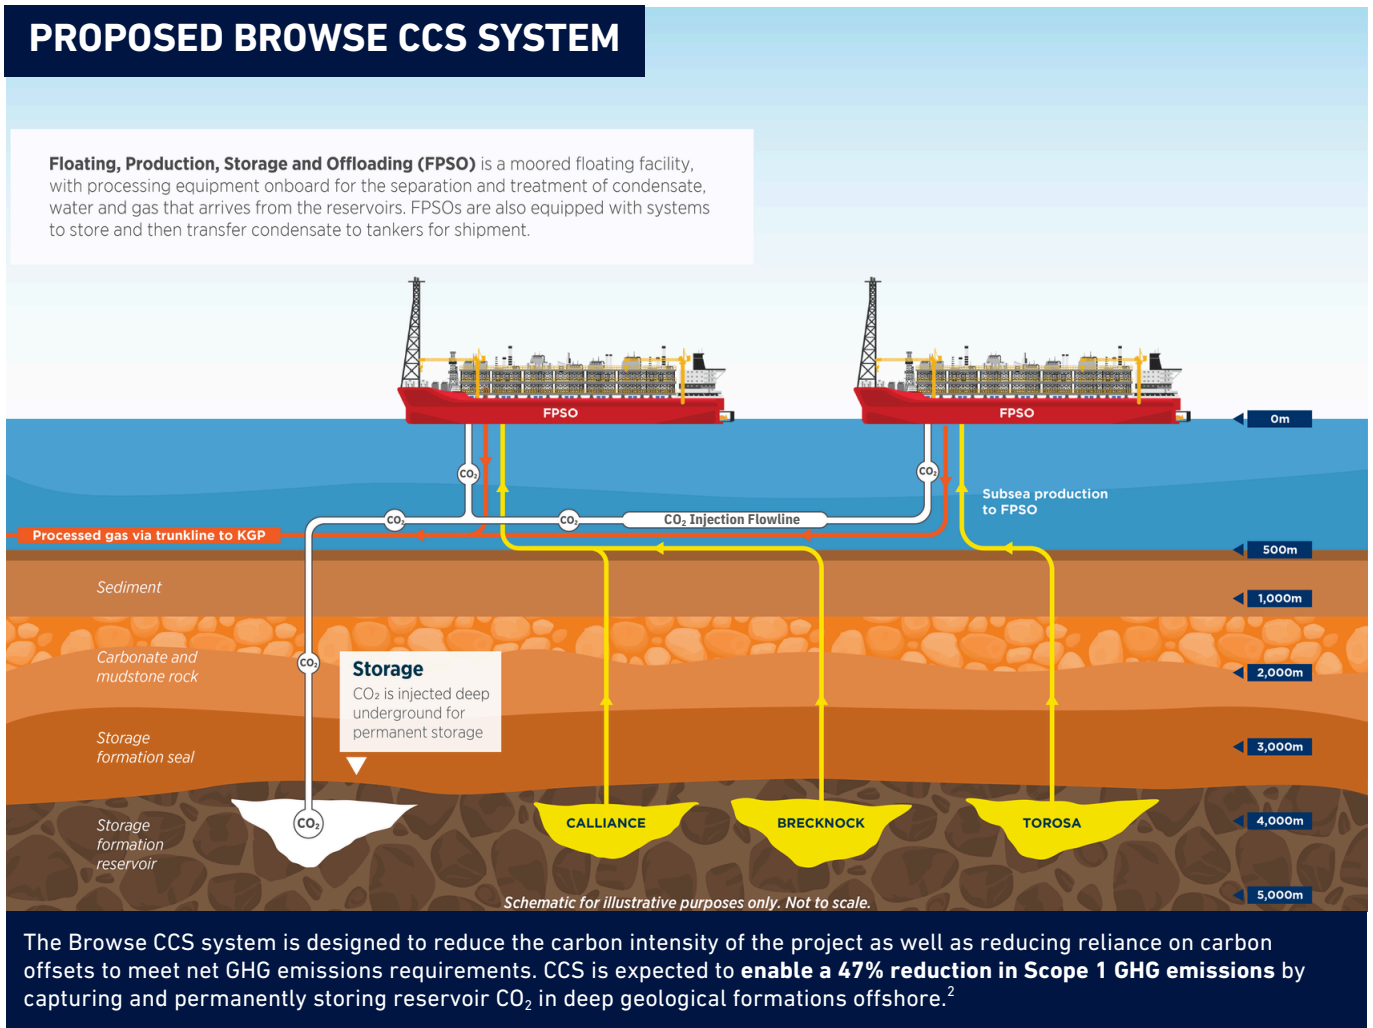 PROPOSED BROWSE CCS SYSTEM
Floating, Production, Storage and Offloading (FPSO) is a moored floating facility,
with processing equipment onboard for the separation and treatment of condensate,
water and gas that arrives from the reservoirs. FPSOs are also equipped with systems
to store and then transfer condensate to tankers for shipment.
FPSO
FPSO
0m
CO₂
CO₂
Subsea production
to FPSO
CO₂
CO₂
CO₂ Injection Flowline
Processed gas via trunkline to KGP
500m
Sediment
1,000m
Carbonate and
mudstone rock
CO₂
Storage
CO₂ is injected deep
underground for
permanent storage
2,000m
Storage
formation seal
3,000m
Storage
formation
reservoir
CO₂
CALLIANCE
BRECKNOCK
TOROSA
4,000m
5,000m
Schematic for illustrative purposes only. Not to scale.
The Browse CCS system is designed to reduce the carbon intensity of the project as well as reducing reliance on carbon
offsets to meet net GHG emissions requirements. CCS is expected to enable a 47% reduction in Scope 1 GHG emissions by
capturing and permanently storing reservoir CO₂ in deep geological formations offshore.²